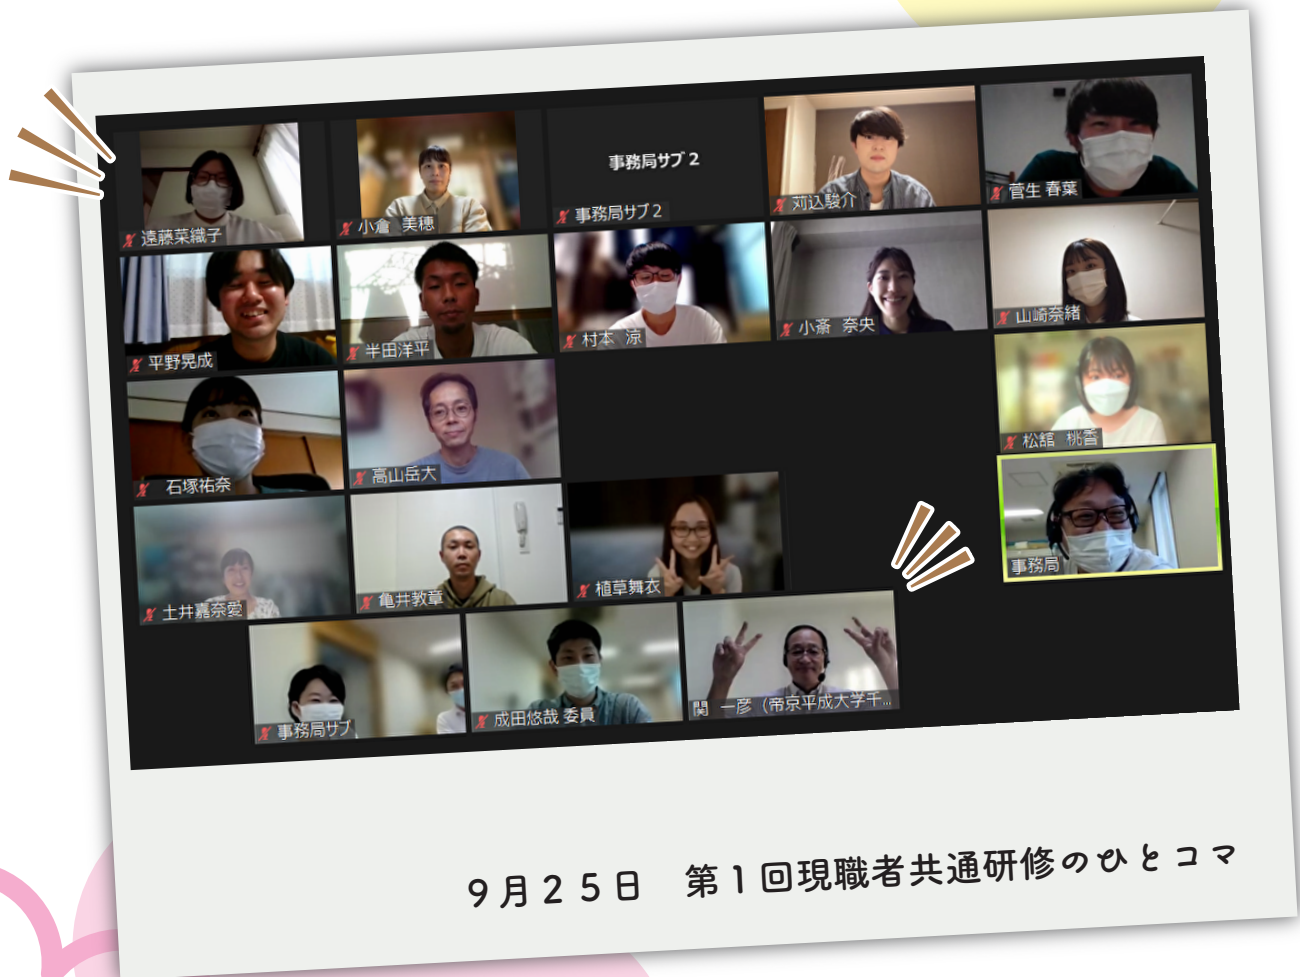 事務局サブ 2
遠藤菜織子
小倉 美穂
事務局サブ 2
苅込駿介
菅生 春葉
平野晃成
半田洋平
村本 涼
小斎 奈央
山崎奈緒
石塚祐奈
高山岳大
松舘 桃香
土井嘉奈愛
亀井教章
植草舞衣
事務局
事務局サブ
成田悠哉 委員
関 一彦（帝京平成大学千...
9月25日 第1回現職者共通研修のひとコマ